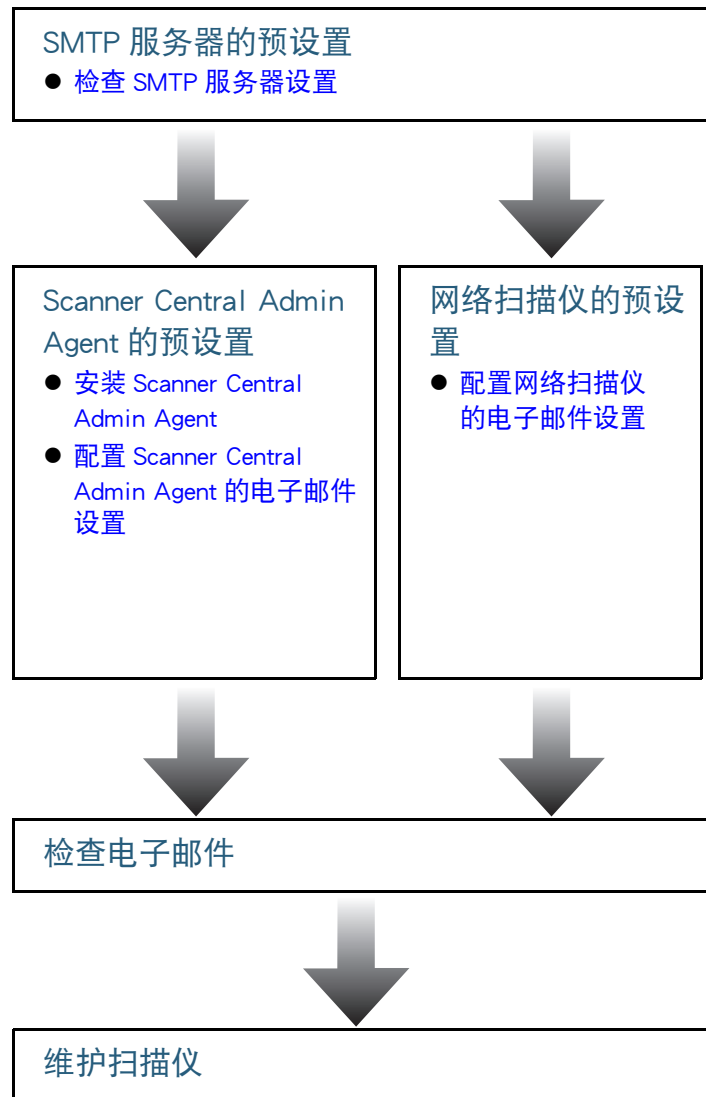 SMTP 服务器的预设置
● 检查 SMTP 服务器设置
Scanner Central Admin
Agent 的预设置
● 安装 Scanner Central
Admin Agent
● 配置 Scanner Central
Admin Agent 的电子邮件
设置
网络扫描仪的预设
置
● 配置网络扫描仪
的电子邮件设置
检查电子邮件
维护扫描仪